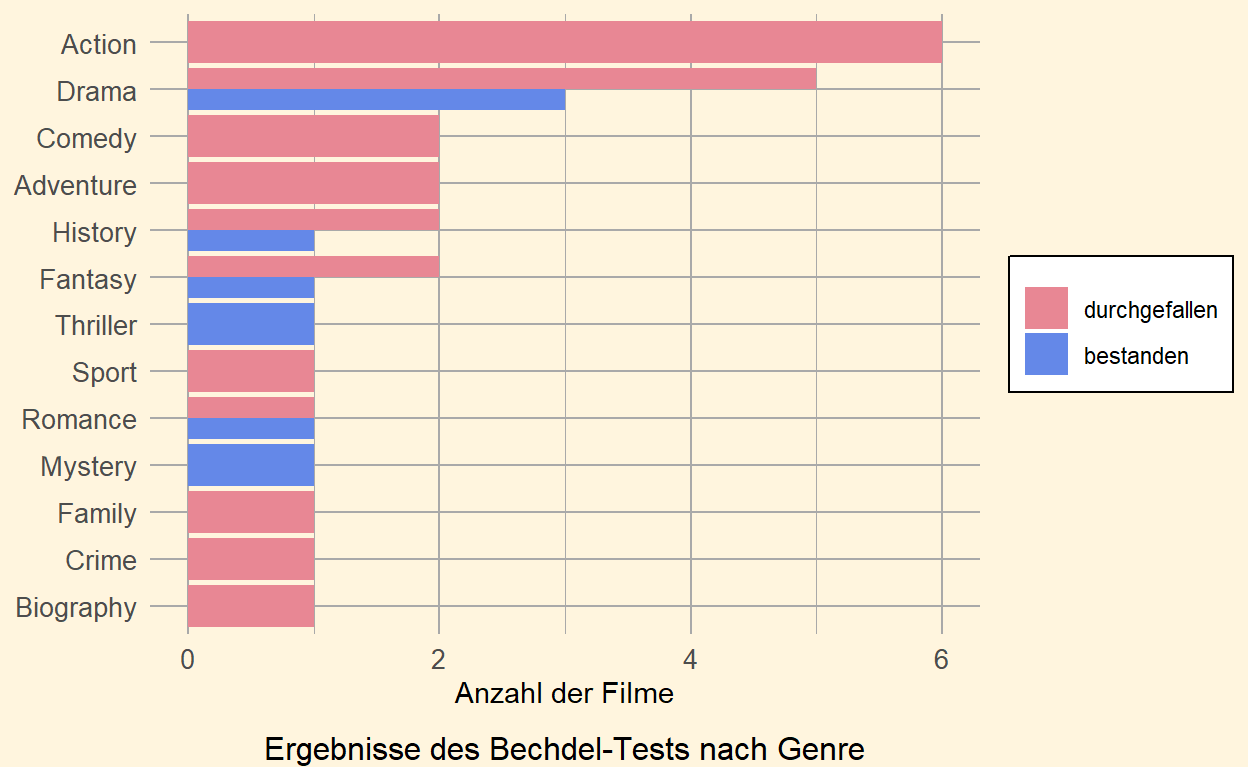 Action
Drama
Comedy
Adventure
History
Fantasy
Thriller
Sport
Romance
Mystery
Family
Crime
Biography
0 2 4 6
Anzahl der Filme
durchgefallen
bestanden
Ergebnisse des Bechdel-Tests nach Genre